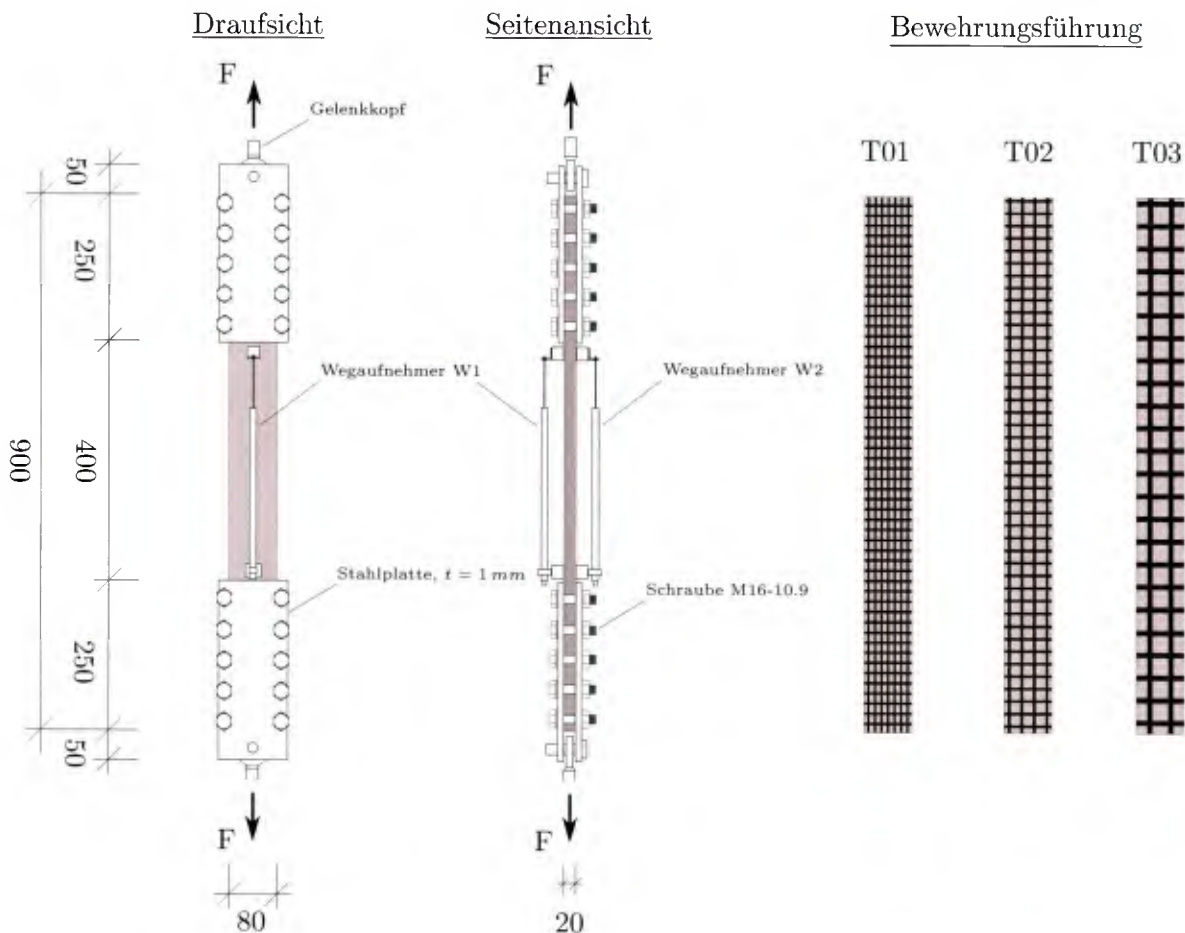 Draufsicht
Seitenansicht
Bewehrungsführung
F
F
Gelenkkopf
T01
T02
T03
50
250
400
250
50
900
Wegaufnehmer W1
Wegaufnehmer W2
Stahlplatte, t = 1 mm
Schraube M16-10.9
F
F
80
20